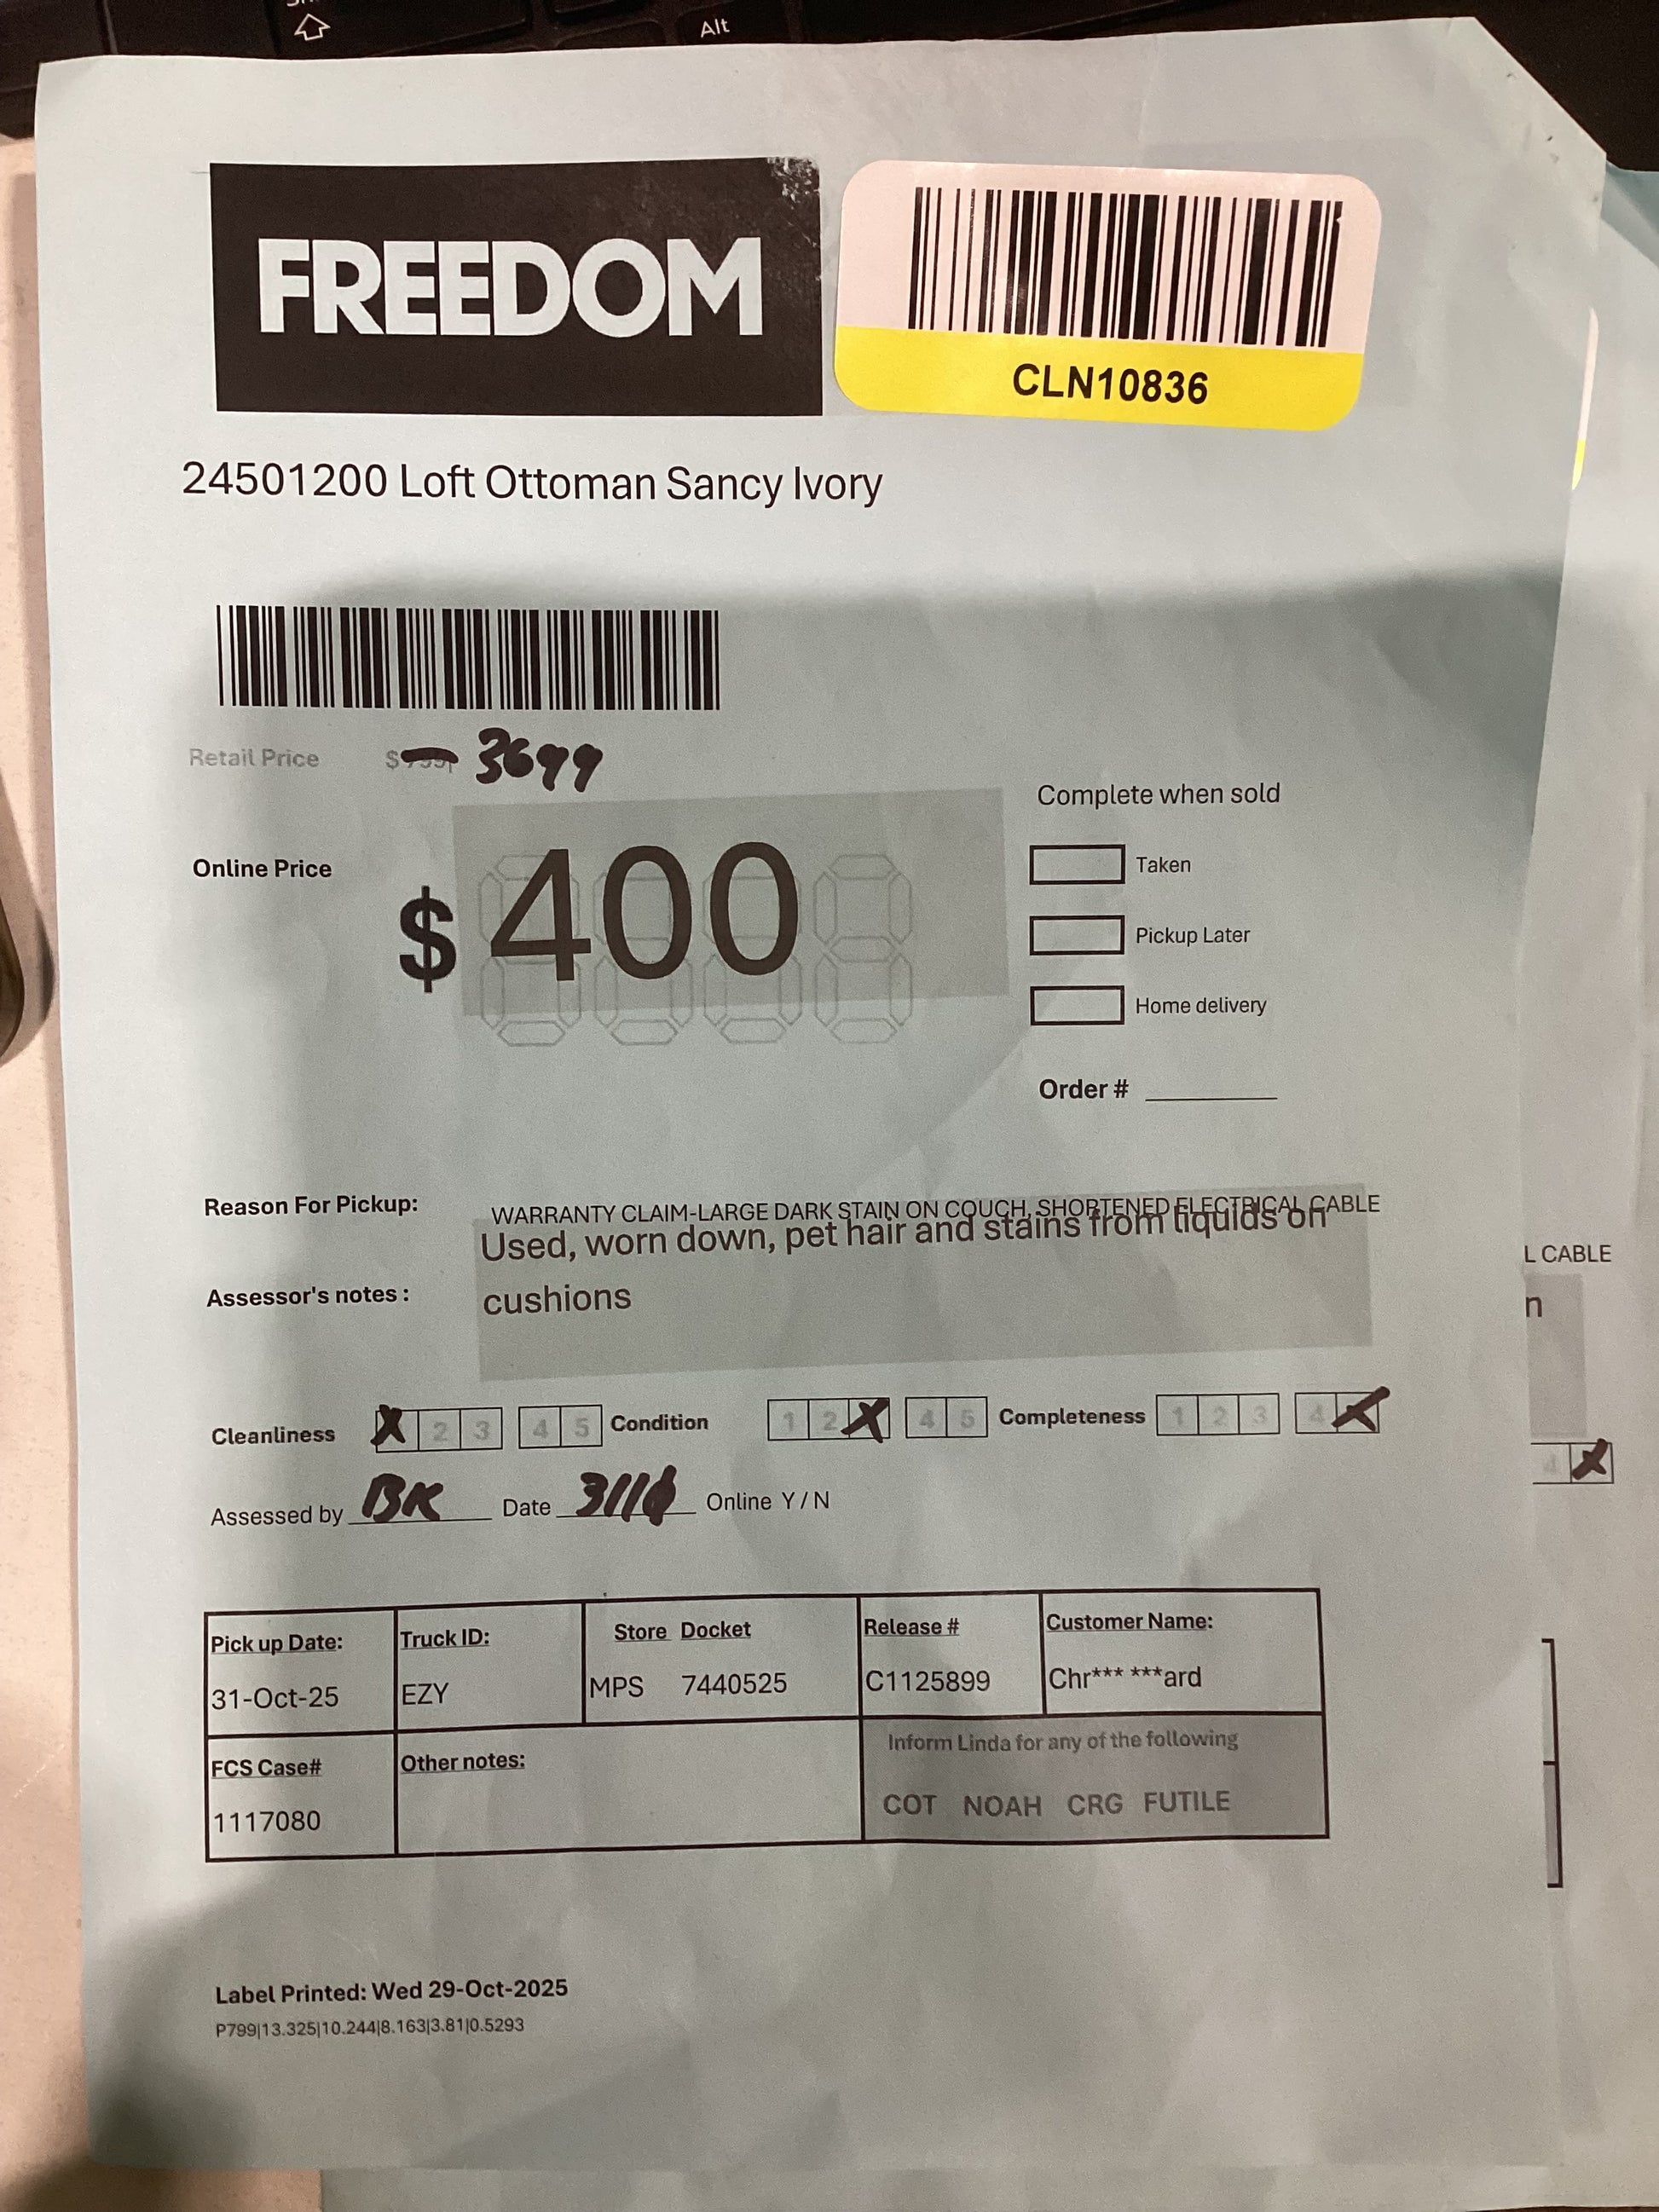 Alt
FREEDOM
CLN10836
24501200 Loft Ottoman Sancy Ivory
Retail Price $799 3699
Complete when sold
Online Price
$ 400
Taken
Pickup Later
Home delivery
Order #
Reason For Pickup: WARRANTY CLAIM-LARGE DARK STAIN ON COUCH, SHORTENED ELECTRICAL CABLE
Used, worn down, pet hair and stains from liquids on
Assessor's notes: cushions
L CABLE
n
Cleanliness X 2 3 4 5 Condition 1 2 X 4 5 Completeness 1 2 3 4 X
4 X
Assessed by BK Date Online Y / N
Pick up Date: Truck ID: Store Docket Release # Customer Name:
31-Oct-25 EZY MPS 7440525 C1125899 Chr*** ***ard
FCS Case# Other notes: Inform Linda for any of the following
1117080 COT NOAH CRG FUTILE
Label Printed: Wed 29-Oct-2025
P799|13.325|10.244|8.163|3.81|0.5293